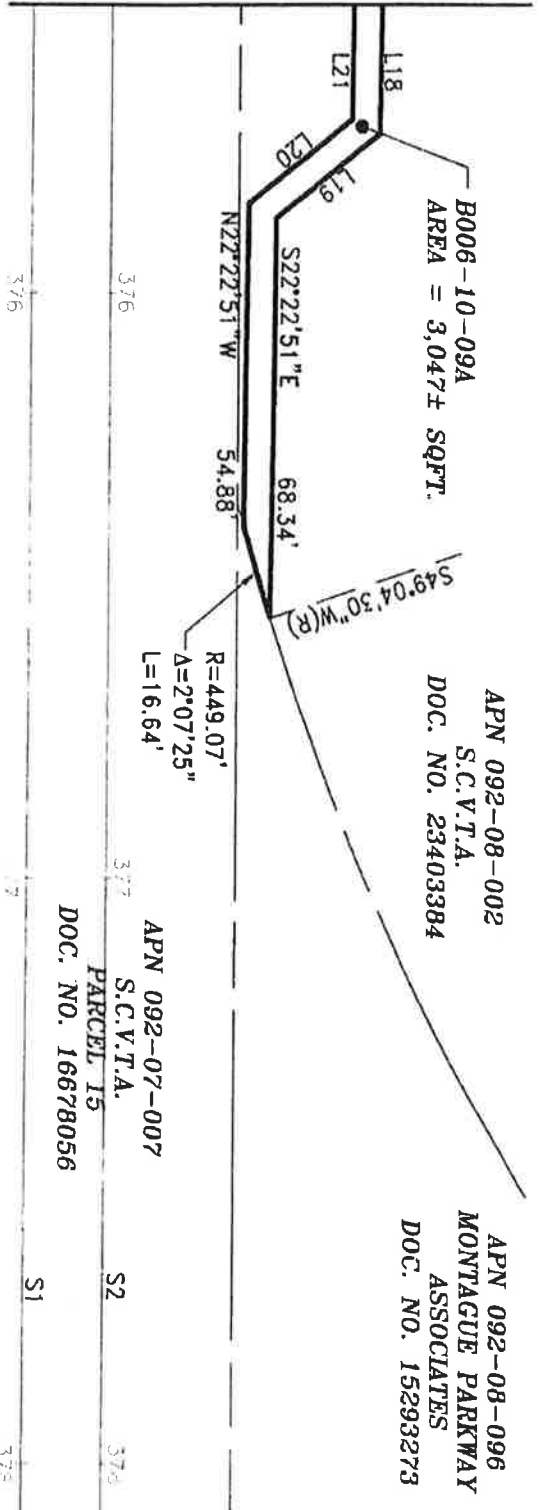 L18
L21
L20
L19
B006-10-09A
AREA = 3,047± SQFT.
S22°22'51"E
68.34'
N22°22'51"W
54.88'
S49°04'30"W(R)
R=449.07'
Δ=2°07'25"
L=16.64'
APN 092-08-002
S.C.V.T.A.
DOC. NO. 23403384
APN 092-08-096
MONTAGUE PARKWAY
ASSOCIATES
DOC. NO. 15293273
APN 092-07-007
S.C.V.T.A.
PARCEL 15
DOC. NO. 16678056
376
376
377
S2
S1